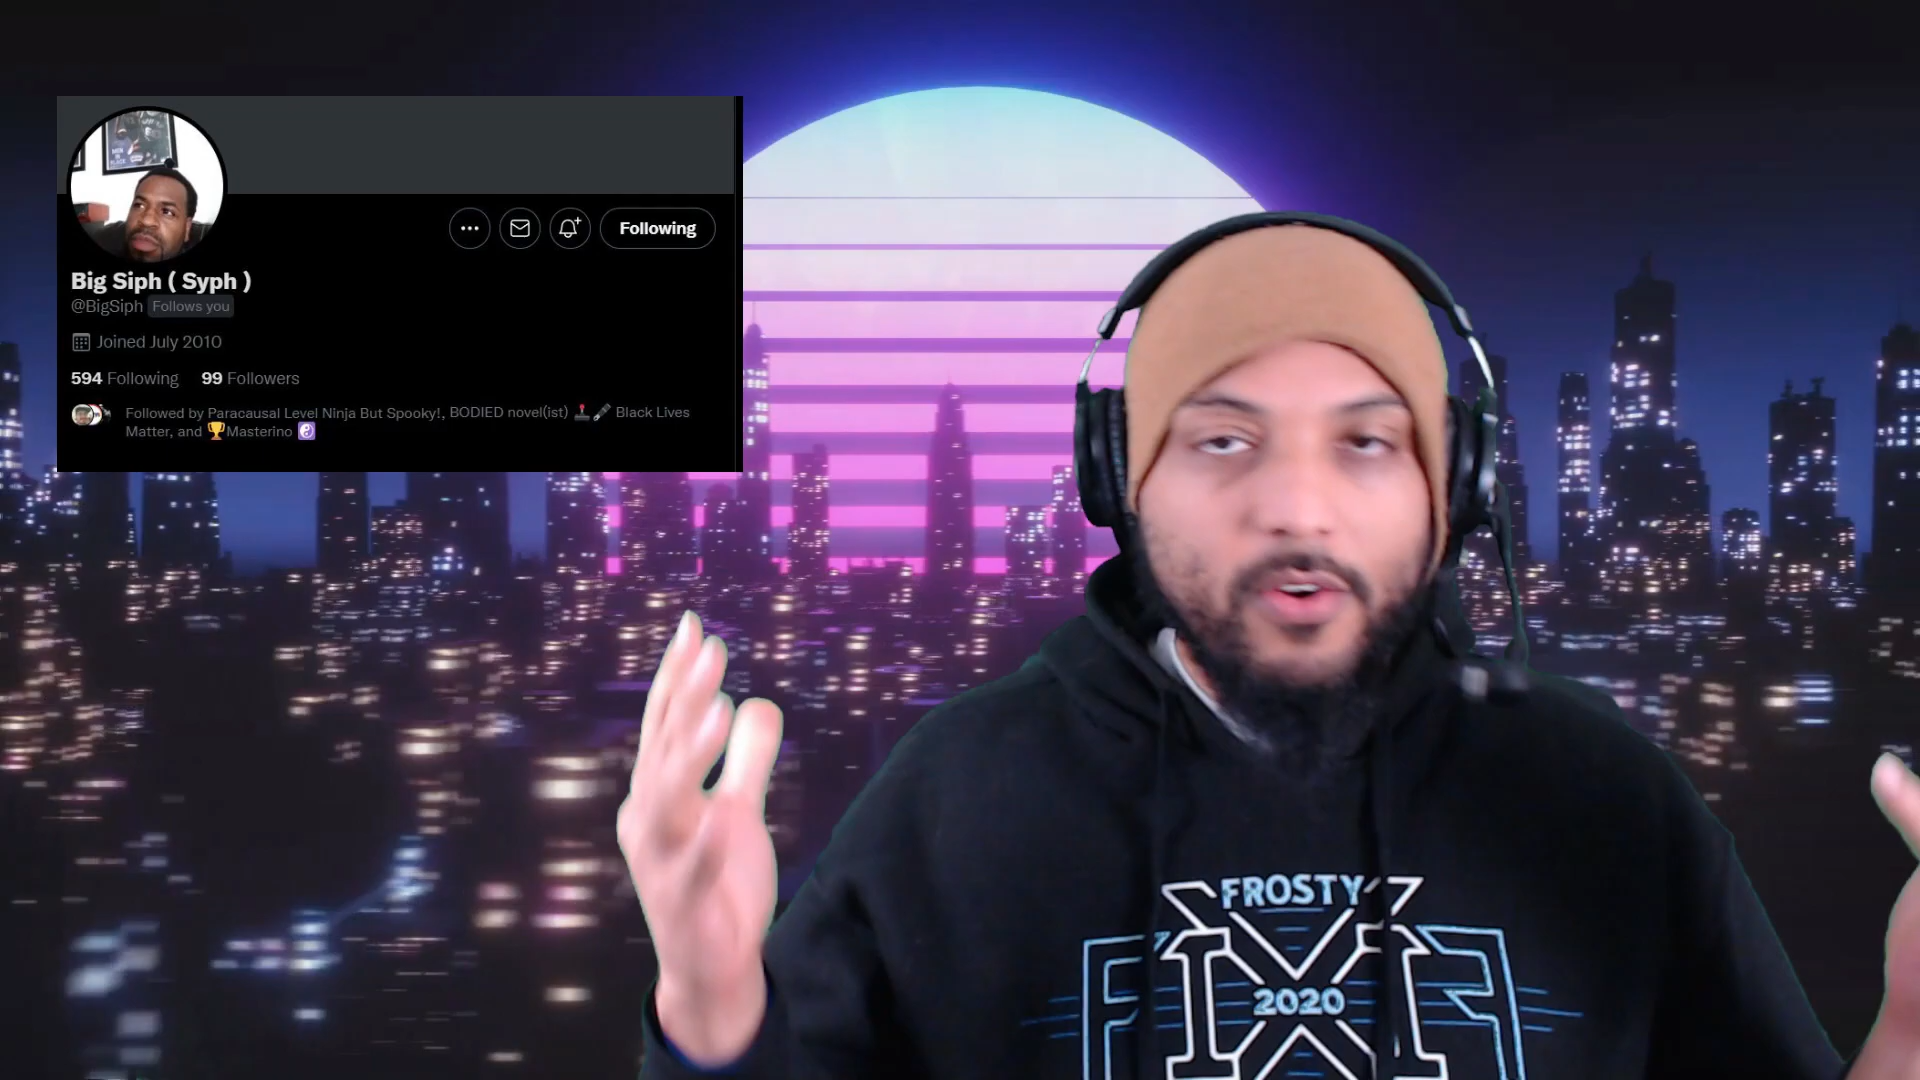 Following
Big Siph ( Syph )
@BigSiph Follows you
Joined July 2010
594 Following 99 Followers
Followed by Paracausal Level Ninja But Spooky!, BODIED novel(ist) 🕹️🖌️ Black Lives
Matter, and 🏆Masterino ☯️
FROSTY
2020